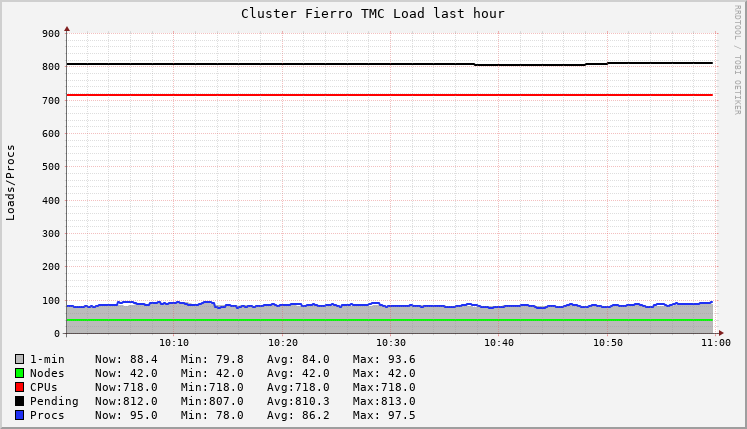 Cluster Fierro TMC Load last hour
RRDTOOL / TOBI OETIKER
Loads/Procs
900
800
700
600
500
400
300
200
100
0
10:10 10:20 10:30 10:40 10:50 11:00
1-min Now: 88.4 Min: 79.8 Avg: 84.0 Max: 93.6
Nodes Now: 42.0 Min: 42.0 Avg: 42.0 Max: 42.0
CPUs Now:718.0 Min:718.0 Avg:718.0 Max:718.0
Pending Now:812.0 Min:807.0 Avg:810.3 Max:813.0
Procs Now: 95.0 Min: 78.0 Avg: 86.2 Max: 97.5